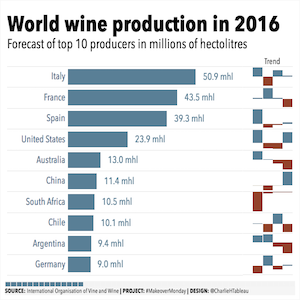 World wine production in 2016
Forecast of top 10 producers in millions of hectolitres
Trend
Italy 50.9 mhl
France 43.5 mhl
Spain 39.3 mhl
United States 23.9 mhl
Australia 13.0 mhl
China 11.4 mhl
South Africa 10.5 mhl
Chile 10.1 mhl
Argentina 9.4 mhl
Germany 9.0 mhl
SOURCE: International Organisation of Vine and Wine | PROJECT: #MakeoverMonday | DESIGN: @CharlieHTableau